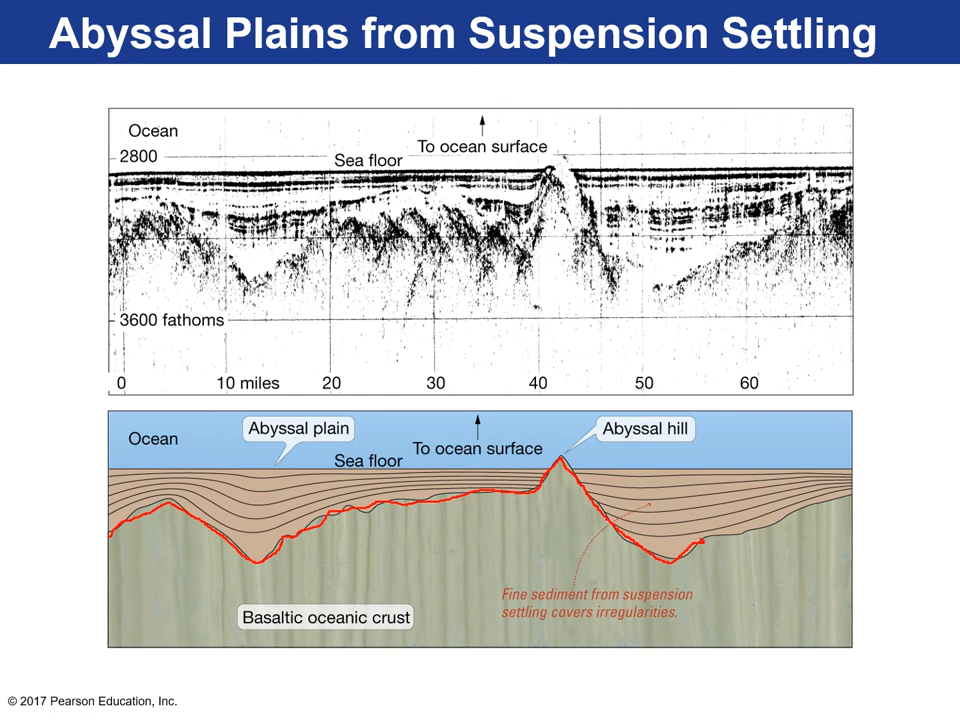 Abyssal Plains from Suspension Settling
Ocean
To ocean surface
2800
Sea floor
3600 fathoms
0 10 miles 20 30 40 50 60
Abyssal plain
Abyssal hill
Ocean
To ocean surface
Sea floor
Fine sediment from suspension
settling covers irregularities.
Basaltic oceanic crust
© 2017 Pearson Education, Inc.